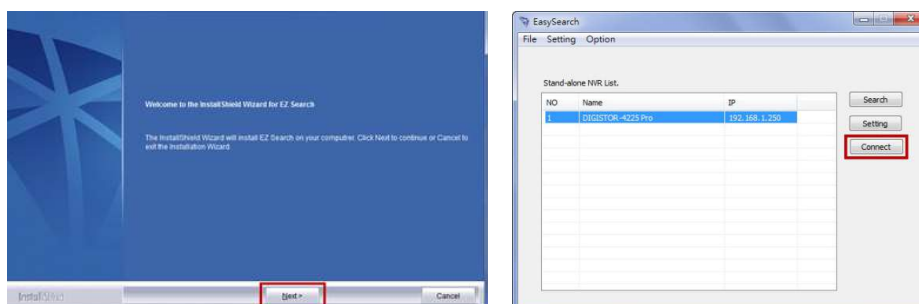 Welcome to the InstallShield Wizard for EZ Search
The InstallShield Wizard will install EZ Search on your computrer. Click Next to continue or Cancel to
exit the Installation Wizard
InstallShield
Next >
Cancel
EasySearch
File Setting Option
Stand-alone NVR List.
NO Name IP
1 DIGISTOR-4225 Pro 192.168.1.250
Search
Setting
Connect